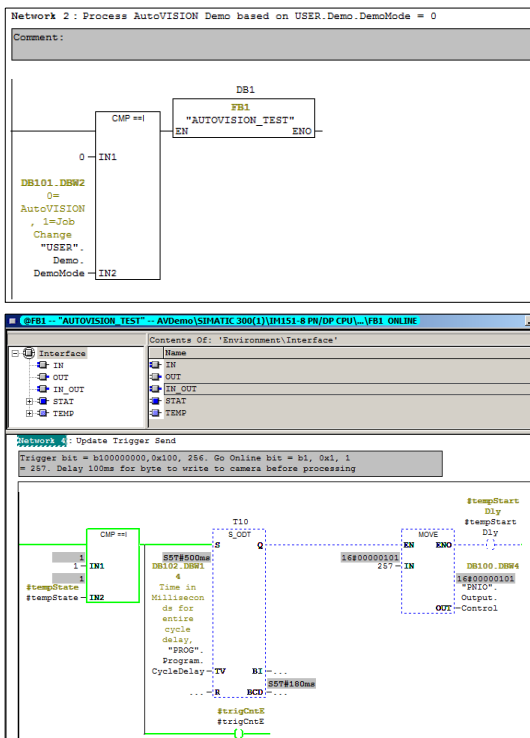 Network 2 : Process AutoVISION Demo based on USER.Demo.DemoMode = 0
Comment:
DB1
FB1
"AUTOVISION_TEST"
EN ENO
CMP ==I
0 IN1
DB101.DBW2
0=
AutoVISION
, 1=Job
Change
"USER".
Demo.
DemoMode IN2
@FB1 -- "AUTOVISION_TEST" -- AVDemo\SIMATIC 300(1)\IM151-8 PN/DP CPU\...\FB1 ONLINE
Contents Of: 'Environment\Interface'
Interface
IN
OUT
IN_OUT
STAT
TEMP
Name
IN
OUT
IN_OUT
STAT
TEMP
Network 4 : Update Trigger Send
Trigger bit = b100000000,0x100, 256. Go Online bit = b1, 0x1, 1
= 257. Delay 100ms for byte to write to camera before processing
CMP ==I
1
1 IN1
1
#tempState
#tempState IN2
T10
S_ODT
S Q
S5T#500ms
DB102.DBW1
4
Time in
Millisecon
ds for
entire
cycle
delay,
"PROG".
Program.
CycleDelay TV BI ...
S5T#180ms
... R BCD ...
#trigCntE
#trigCntE
MOVE
EN ENO
16#00000101
257 IN
#tempStart
Dly
#tempStart
Dly
DB100.DBW4
16#00000101
"PNIO".
Output.
OUT Control